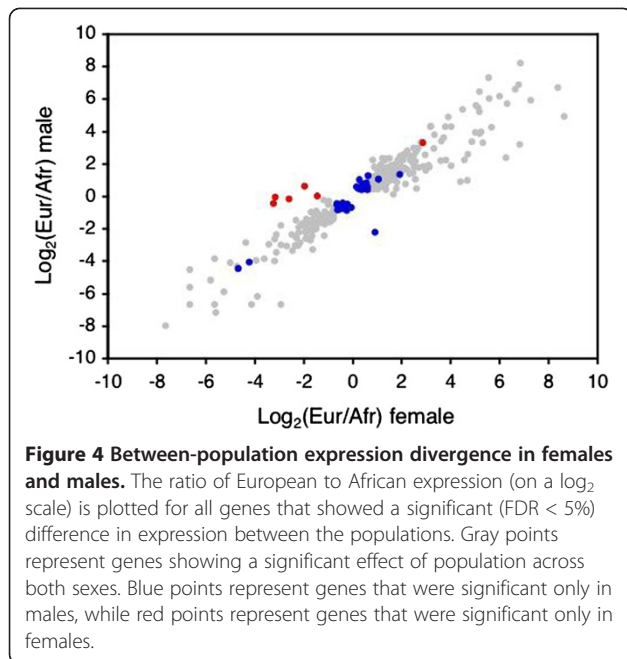 10
8
6
4
2
0
-2
-4
-6
-8
-10
Log2(Eur/Afr) male
-10 -8 -6 -4 -2 0 2 4 6 8 10
Log2(Eur/Afr) female
Figure 4 Between-population expression divergence in females
and males. The ratio of European to African expression (on a log2
scale) is plotted for all genes that showed a significant (FDR < 5%)
difference in expression between the populations. Gray points
represent genes showing a significant effect of population across
both sexes. Blue points represent genes that were significant only in
males, while red points represent genes that were significant only in
females.